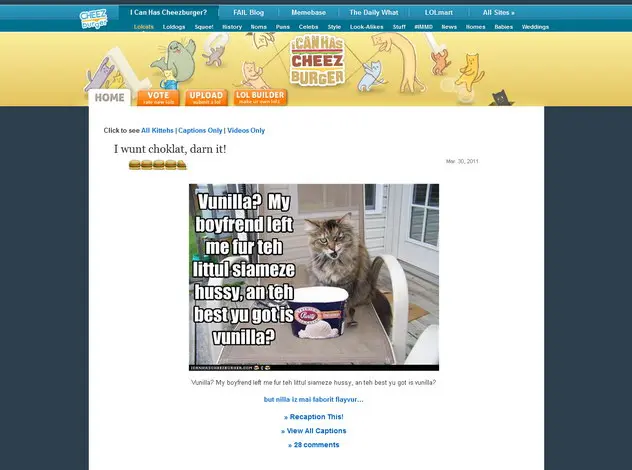 CHEEZ burger
I Can Has Cheezburger? FAIL Blog Memebase The Daily What LOLmart All Sites »
Lolcats Loldogs Squee! History Roms Puns Celebs Style Look-Alikes Stuff #IMMD News Homes Babies Weddings
I CAN HAS
CHEEZ
BURGER
HOME VOTE UPLOAD LOL BUILDER
rate new lolz submit a lol make ur own lolz
Click to see All Kittehs | Captions Only | Videos Only
I wunt choklat, darn it!
Mar. 30, 2011
Vunilla? My
boyfrend left
me fur teh
littul siameze
hussy, an teh
best yu got is
vunilla?
Purity
ICANHASCHEEZBURGER.COM
Vunilla? My boyfrend left me fur teh littul siameze hussy, an teh best yu got is vunilla?
but nilla iz mai faborit flayvur…
» Recaption This!
» View All Captions
» 28 comments